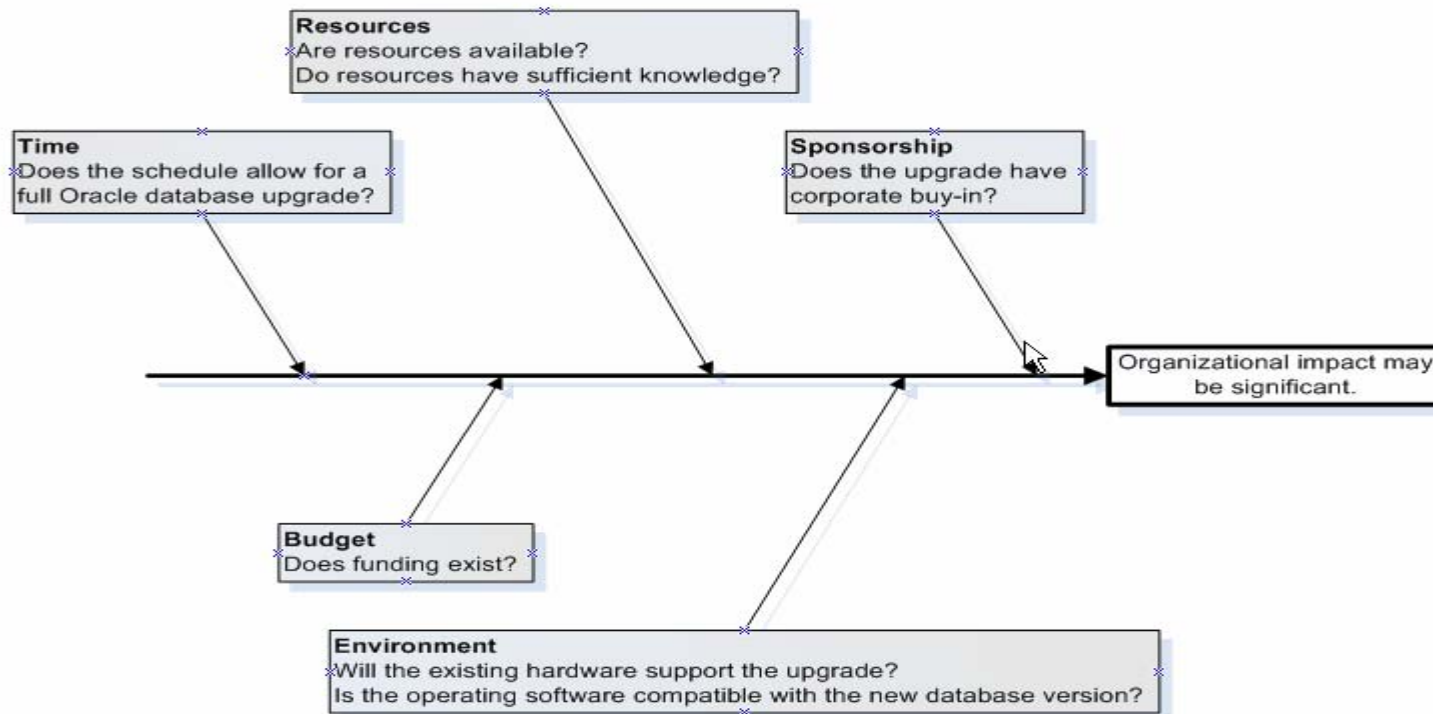 Resources
Are resources available?
Do resources have sufficient knowledge?
Time
Does the schedule allow for a
full Oracle database upgrade?
Sponsorship
Does the upgrade have
corporate buy-in?
Organizational impact may
be significant.
Budget
Does funding exist?
Environment
Will the existing hardware support the upgrade?
Is the operating software compatible with the new database version?